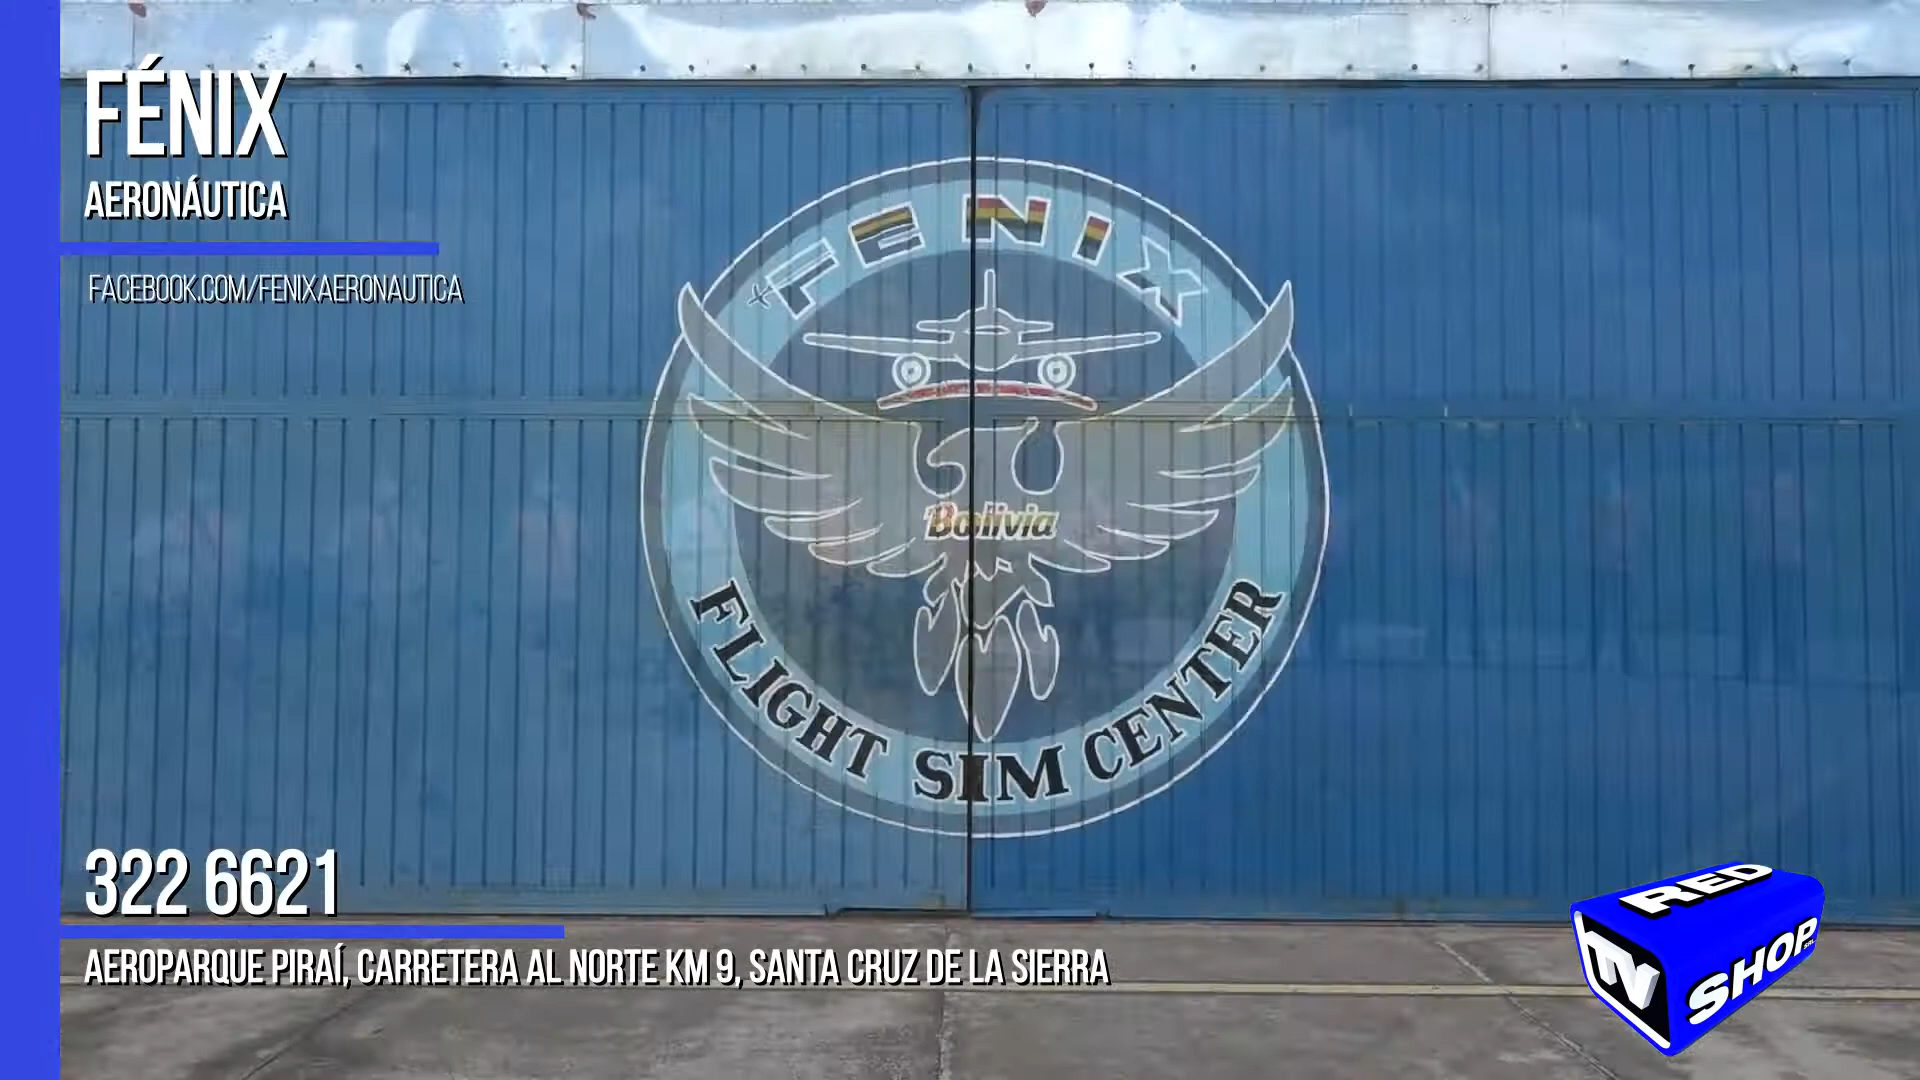 FÉNIX
AERONÁUTICA
FACEBOOK.COM/FENIXAERONAUTICA
FENIX
Bolivia
FLIGHT SIM CENTER
322 6621
AEROPARQUE PIRAÍ, CARRETERA AL NORTE KM 9, SANTA CRUZ DE LA SIERRA
RED
TV
SHOP
SRL